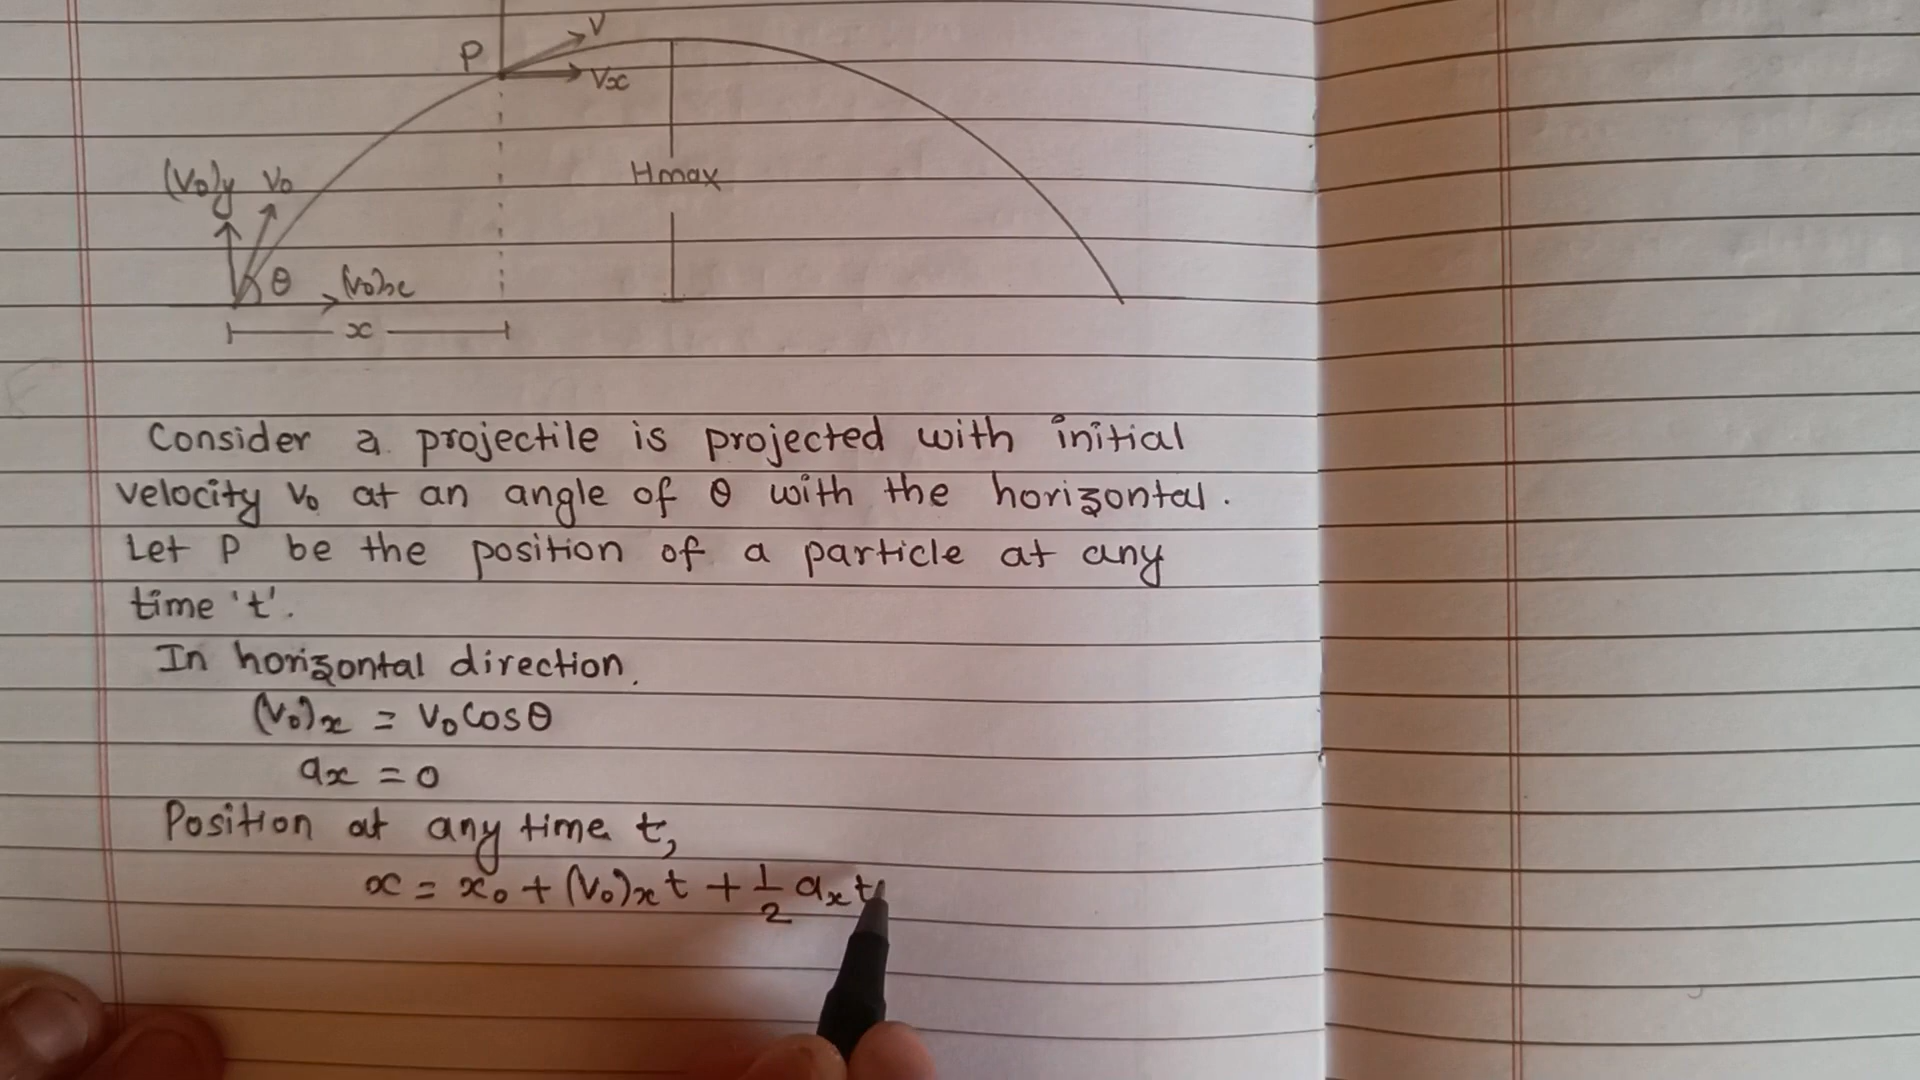 V
P
Vx
(V₀)y V₀
Hmax
θ (V₀)x
x
Consider a projectile is projected with initial
velocity V₀ at an angle of θ with the horizontal.
Let P be the position of a particle at any
time 't'.
In horizontal direction,
(V₀)x = V₀ Cosθ
ax = 0
Position at any time t,
x = x₀ + (V₀)x t + 1/2 ax t